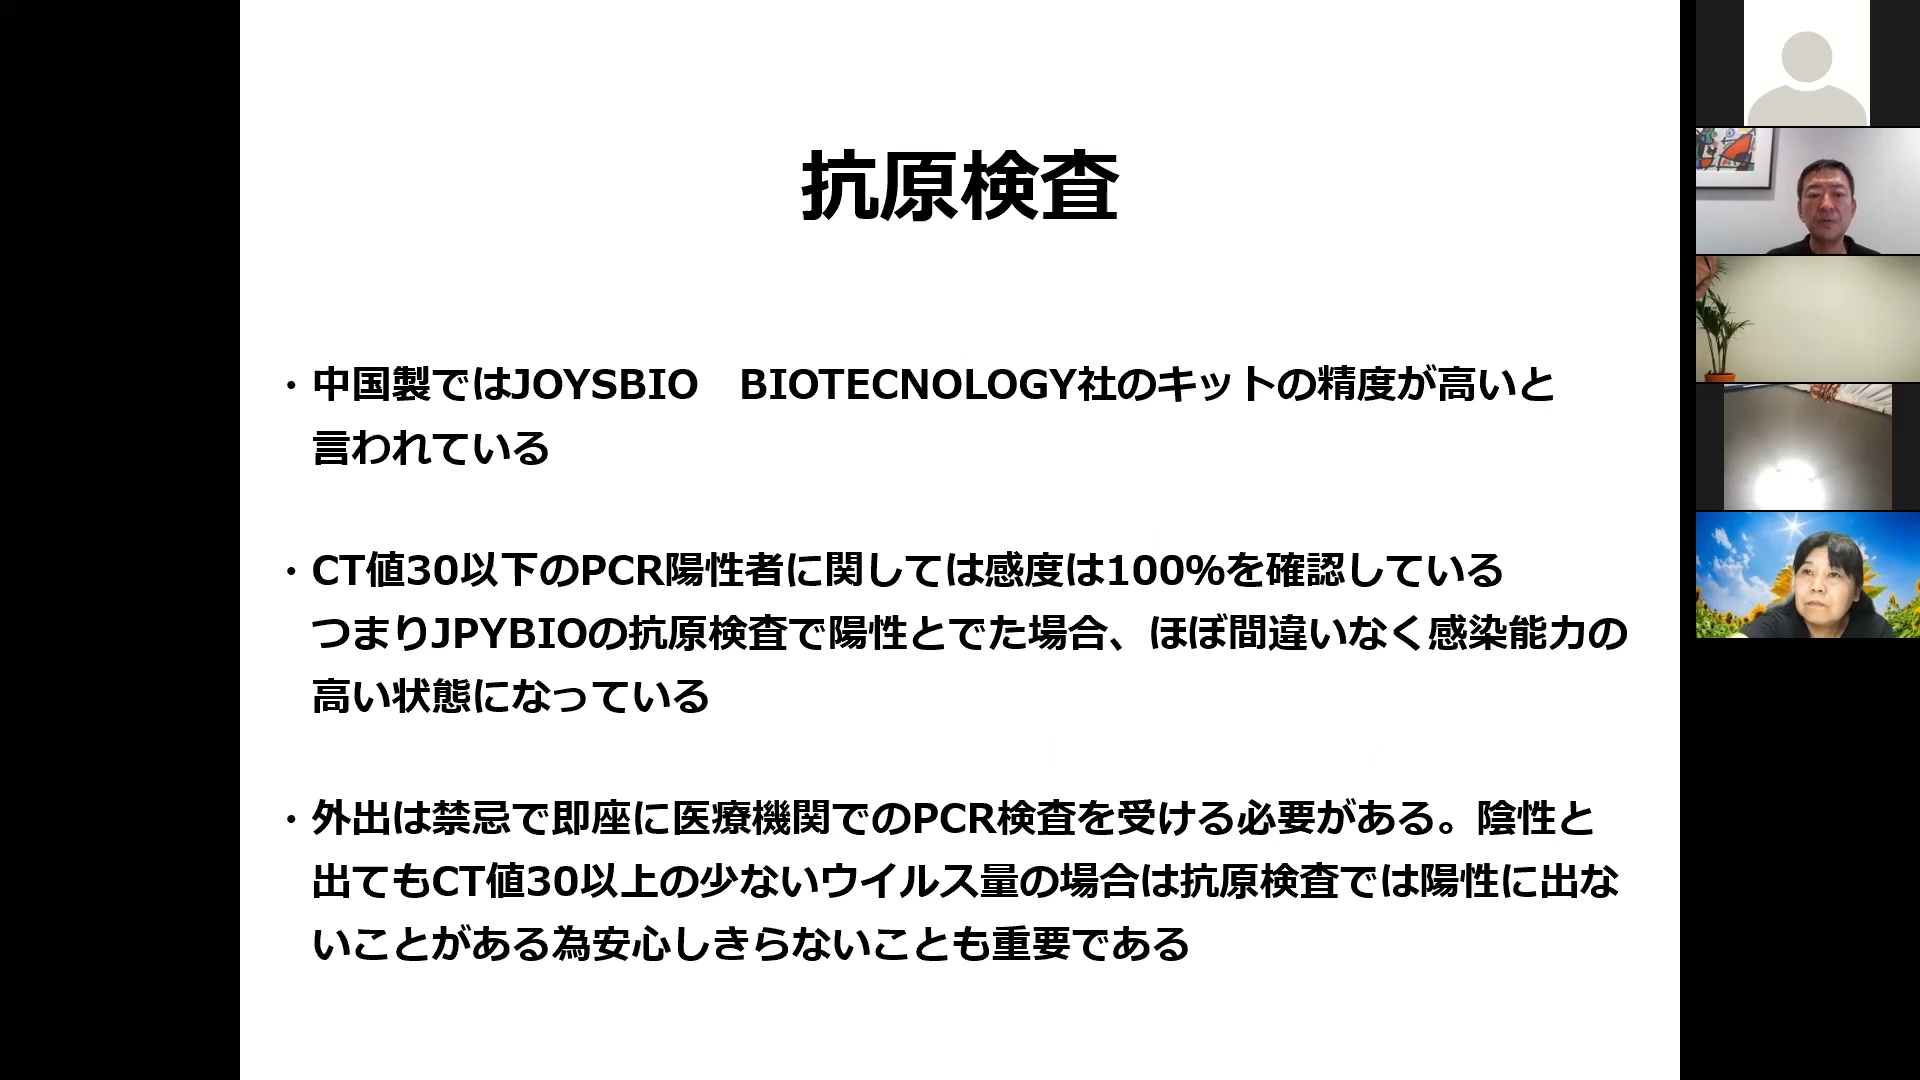 抗原検査
・中国製ではJOYSBIO　BIOTECNOLOGY社のキットの精度が高いと
言われている
・CT値30以下のPCR陽性者に関しては感度は100%を確認している
つまりJPYBIOの抗原検査で陽性とでた場合、ほぼ間違いなく感染能力の
高い状態になっている
・外出は禁忌で即座に医療機関でのPCR検査を受ける必要がある。陰性と
出てもCT値30以上の少ないウイルス量の場合は抗原検査では陽性に出な
いことがある為安心しきらないことも重要である